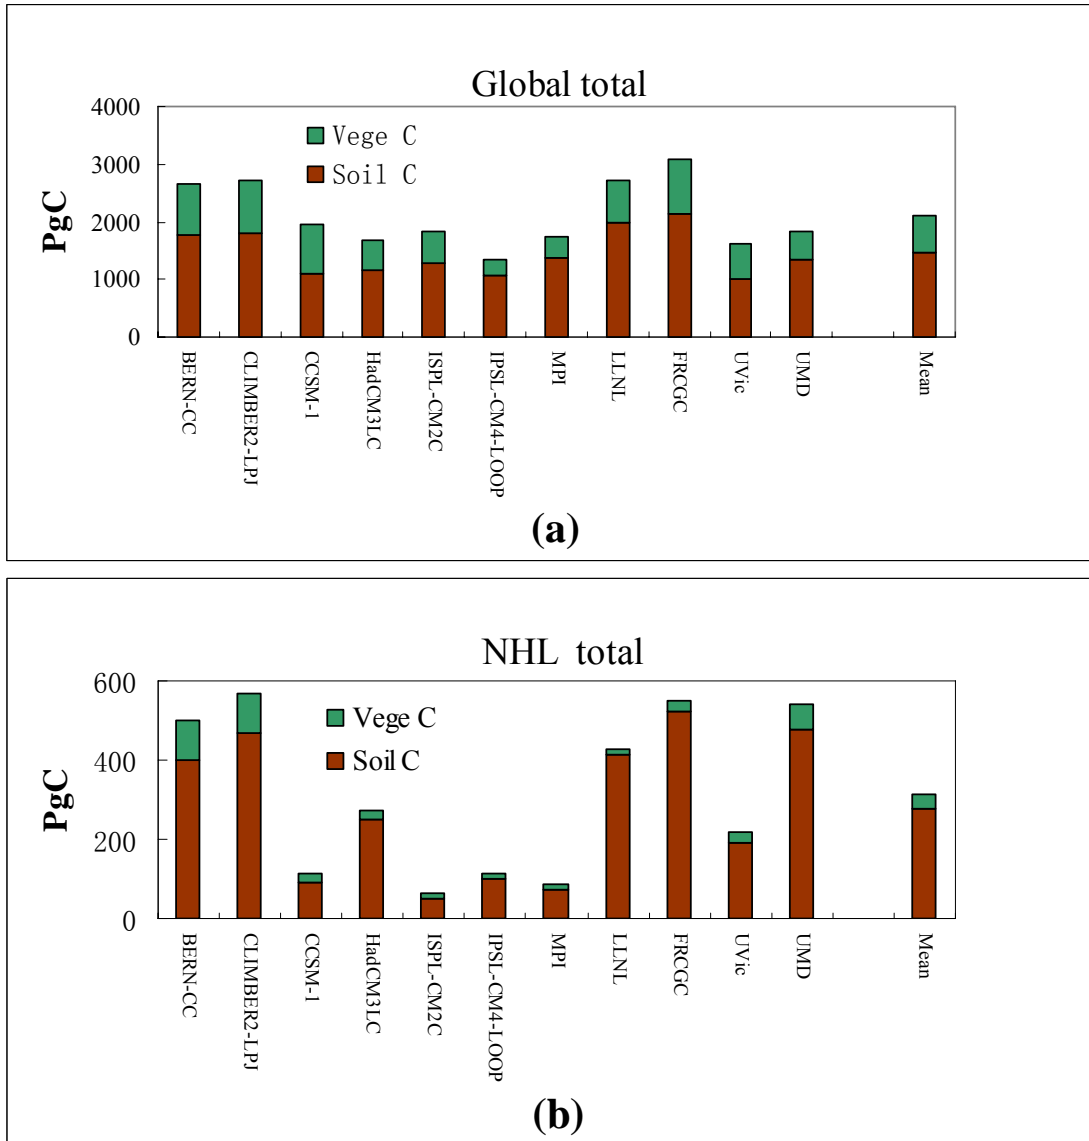 Global total
4000
3000
2000
1000
0
PgC
Vege C
Soil C
BERN-CC
CLIMBER2-LPJ
CCSM-1
HadCM3LC
ISPL-CM2C
IPSL-CM4-LOOP
MPI
LLNL
FRCGC
UVic
UMD
Mean
(a)
NHL total
600
400
200
0
PgC
Vege C
Soil C
BERN-CC
CLIMBER2-LPJ
CCSM-1
HadCM3LC
ISPL-CM2C
IPSL-CM4-LOOP
MPI
LLNL
FRCGC
UVic
UMD
Mean
(b)